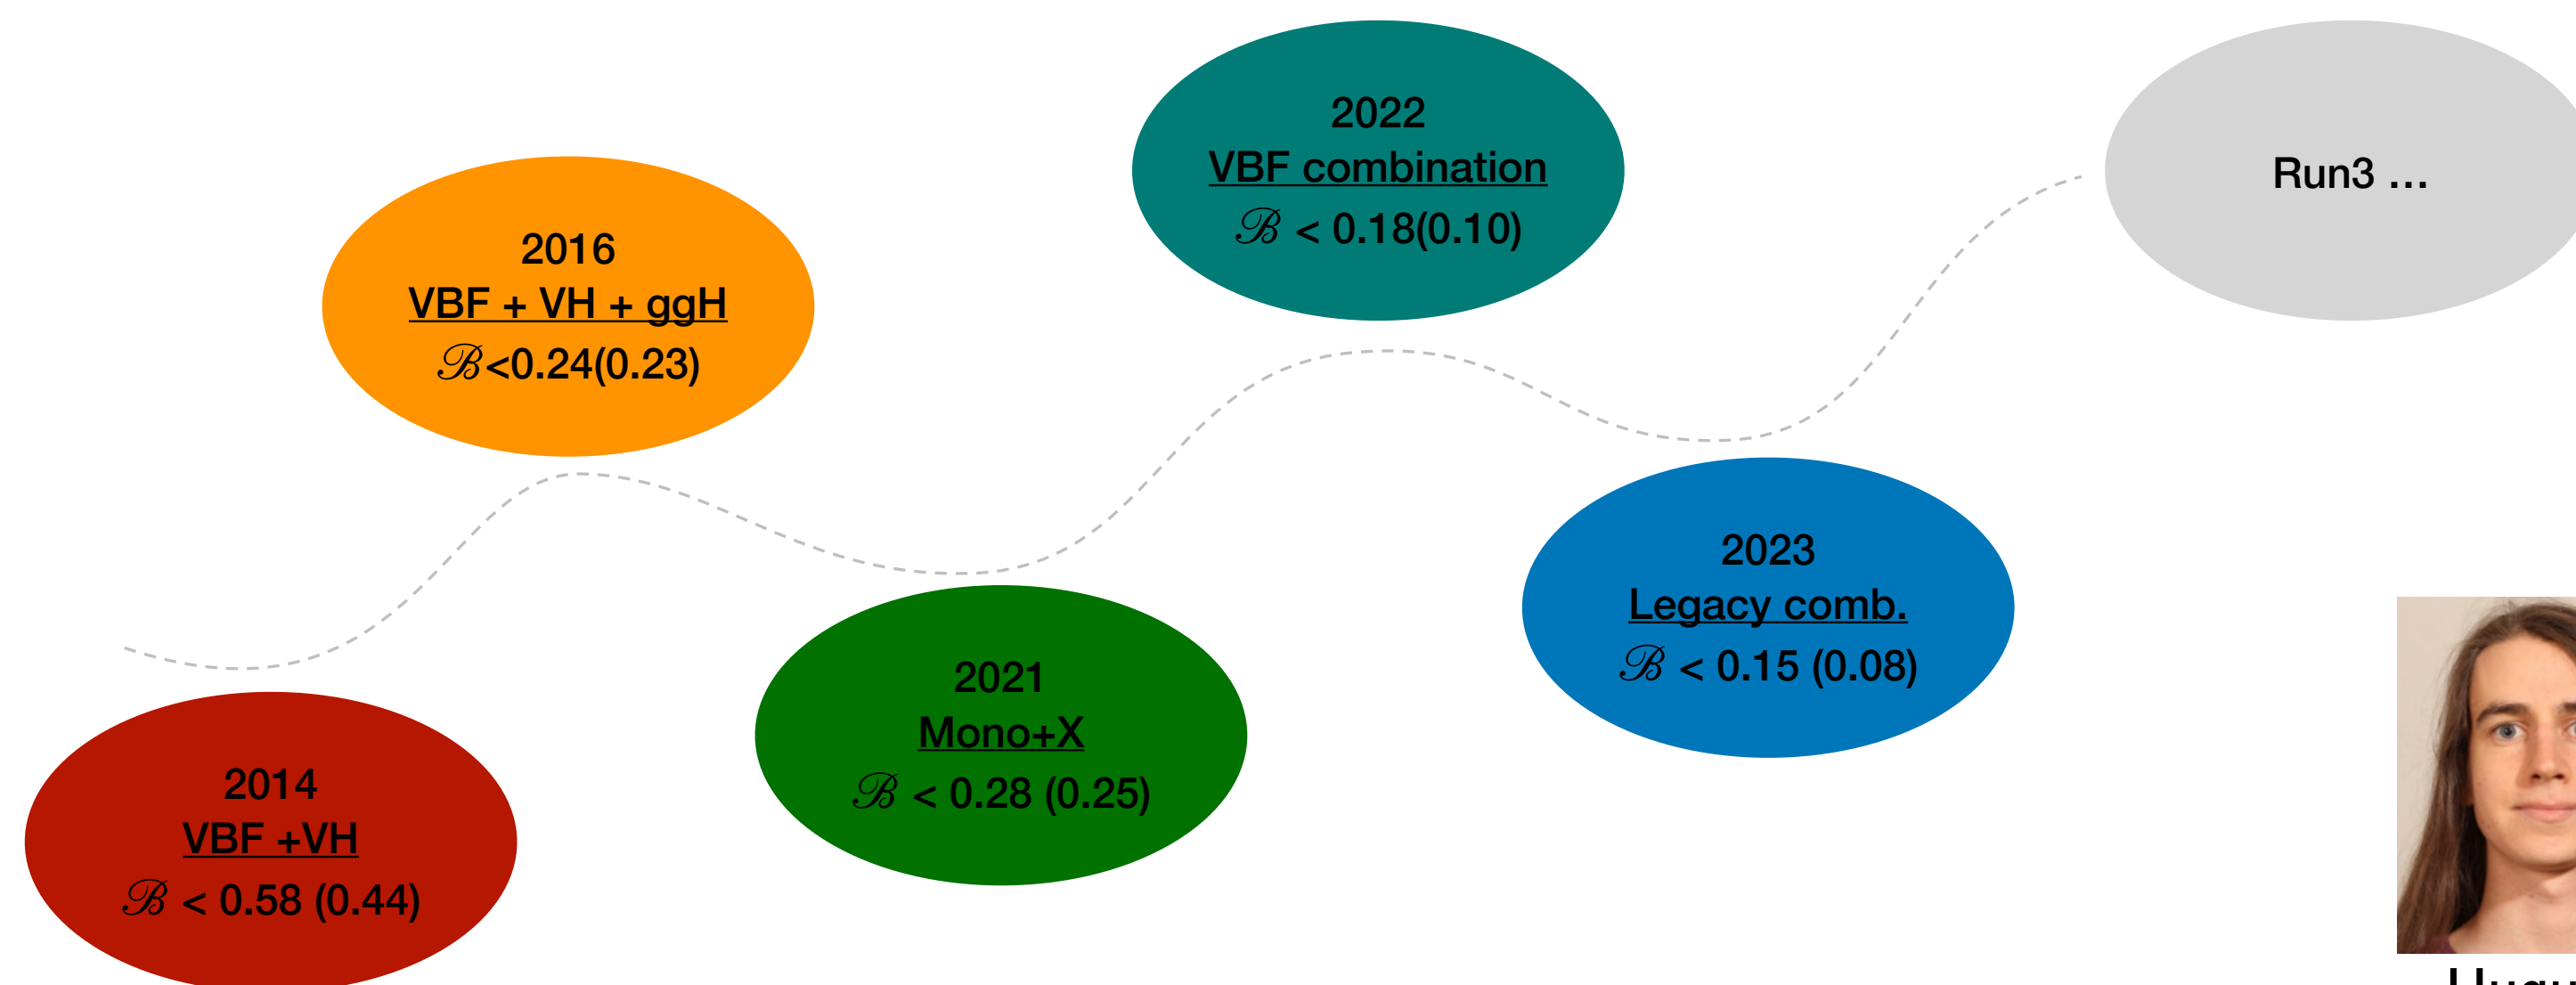 2014
VBF +VH
ℬ < 0.58 (0.44)
2016
VBF + VH + ggH
ℬ<0.24(0.23)
2021
Mono+X
ℬ < 0.28 (0.25)
2022
VBF combination
ℬ < 0.18(0.10)
2023
Legacy comb.
ℬ < 0.15 (0.08)
Run3 ...